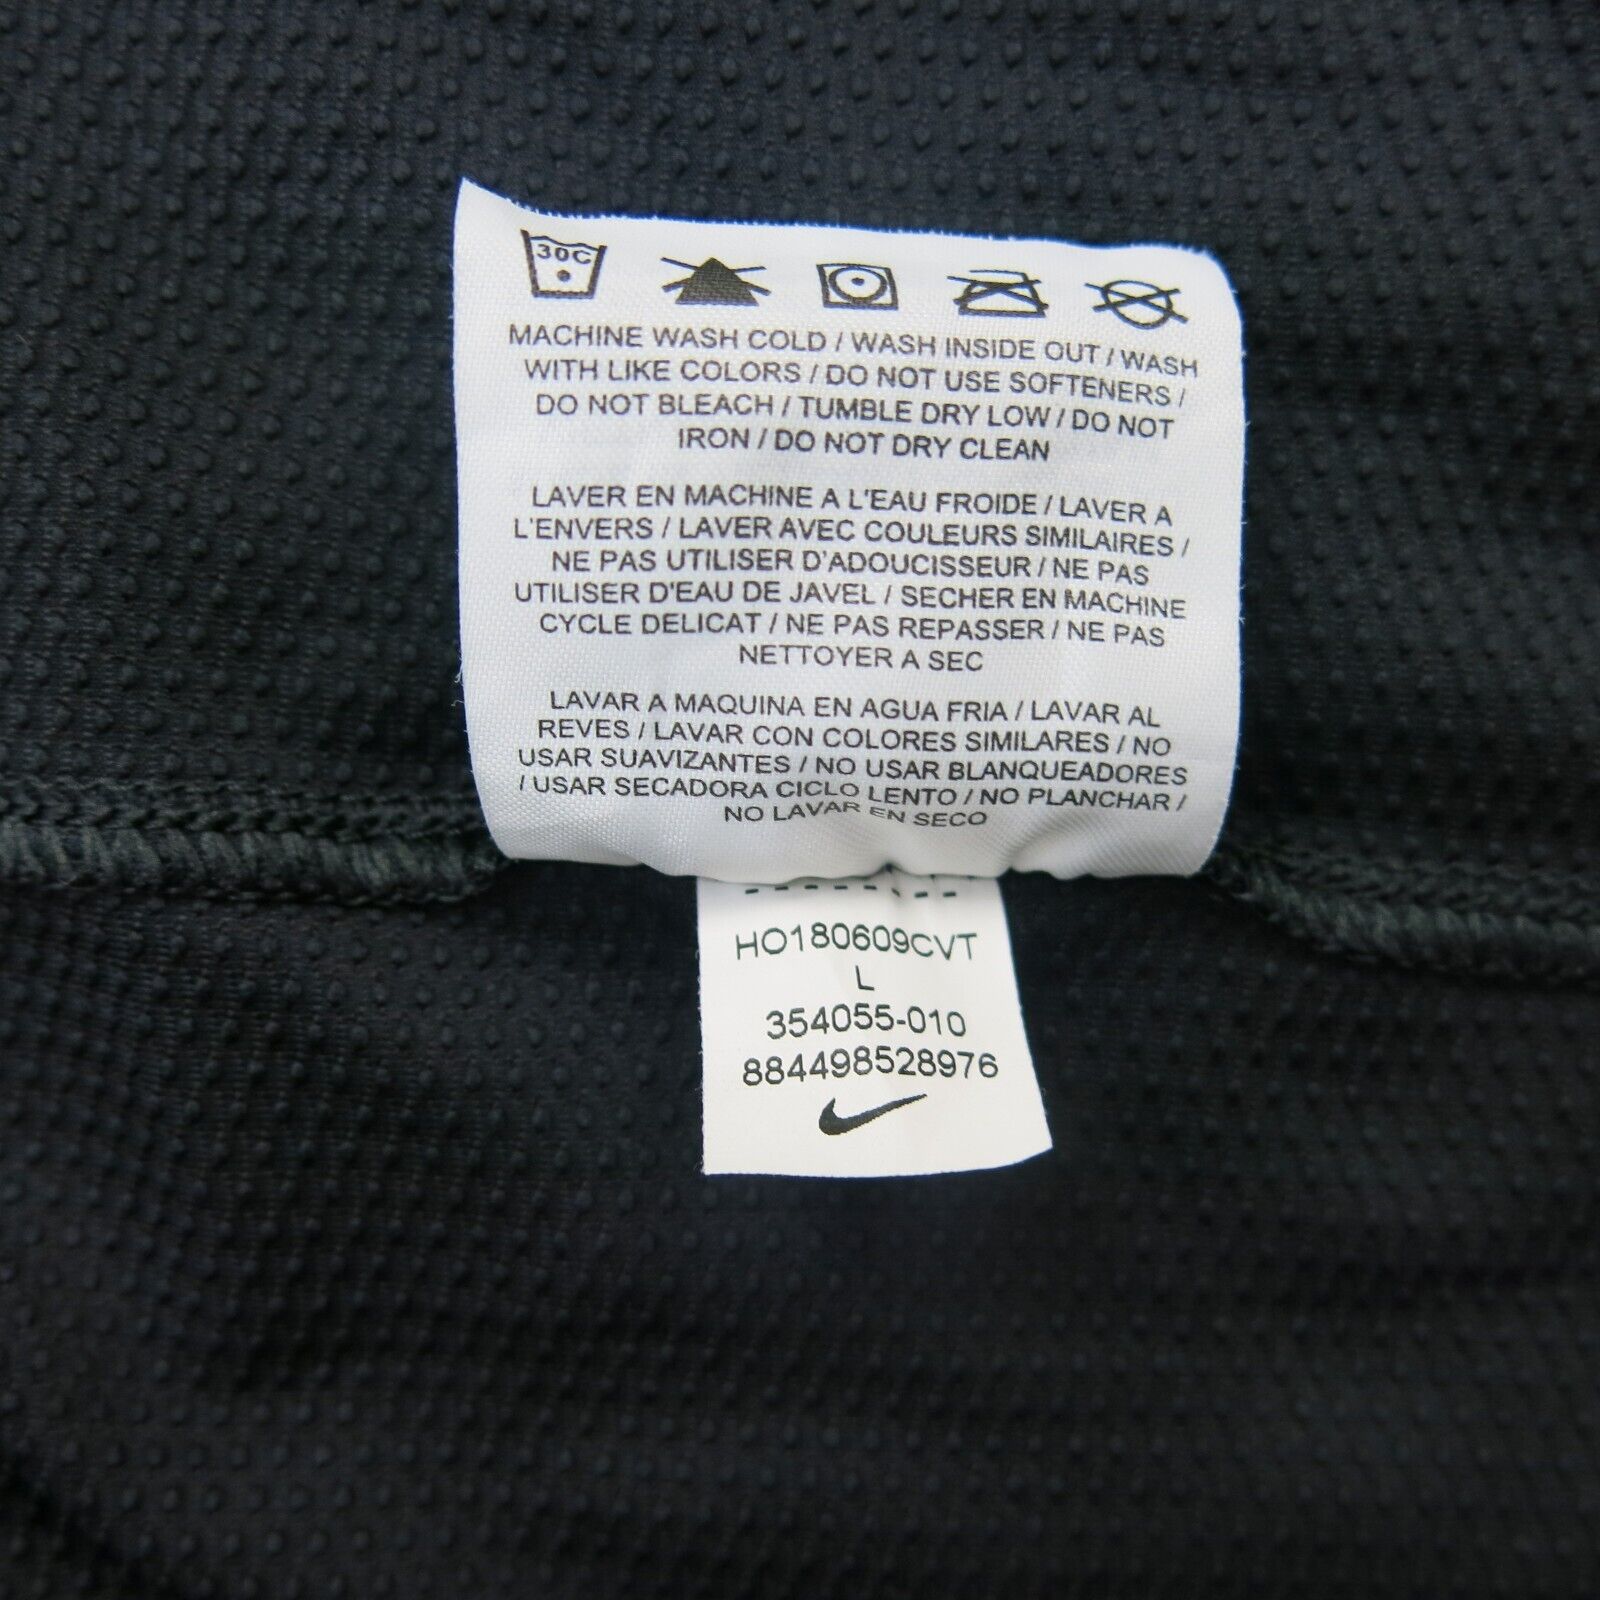 30C
MACHINE WASH COLD / WASH INSIDE OUT / WASH
WITH LIKE COLORS / DO NOT USE SOFTENERS /
DO NOT BLEACH / TUMBLE DRY LOW / DO NOT
IRON / DO NOT DRY CLEAN
LAVER EN MACHINE A L'EAU FROIDE / LAVER A
L'ENVERS / LAVER AVEC COULEURS SIMILAIRES /
NE PAS UTILISER D'ADOUCISSEUR / NE PAS
UTILISER D'EAU DE JAVEL / SECHER EN MACHINE
CYCLE DELICAT / NE PAS REPASSER / NE PAS
NETTOYER A SEC
LAVAR A MAQUINA EN AGUA FRIA / LAVAR AL
REVES / LAVAR CON COLORES SIMILARES / NO
USAR SUAVIZANTES / NO USAR BLANQUEADORES
/ USAR SECADORA CICLO LENTO / NO PLANCHAR /
NO LAVAR EN SECO
HO180609CVT
L
354055-010
884498528976